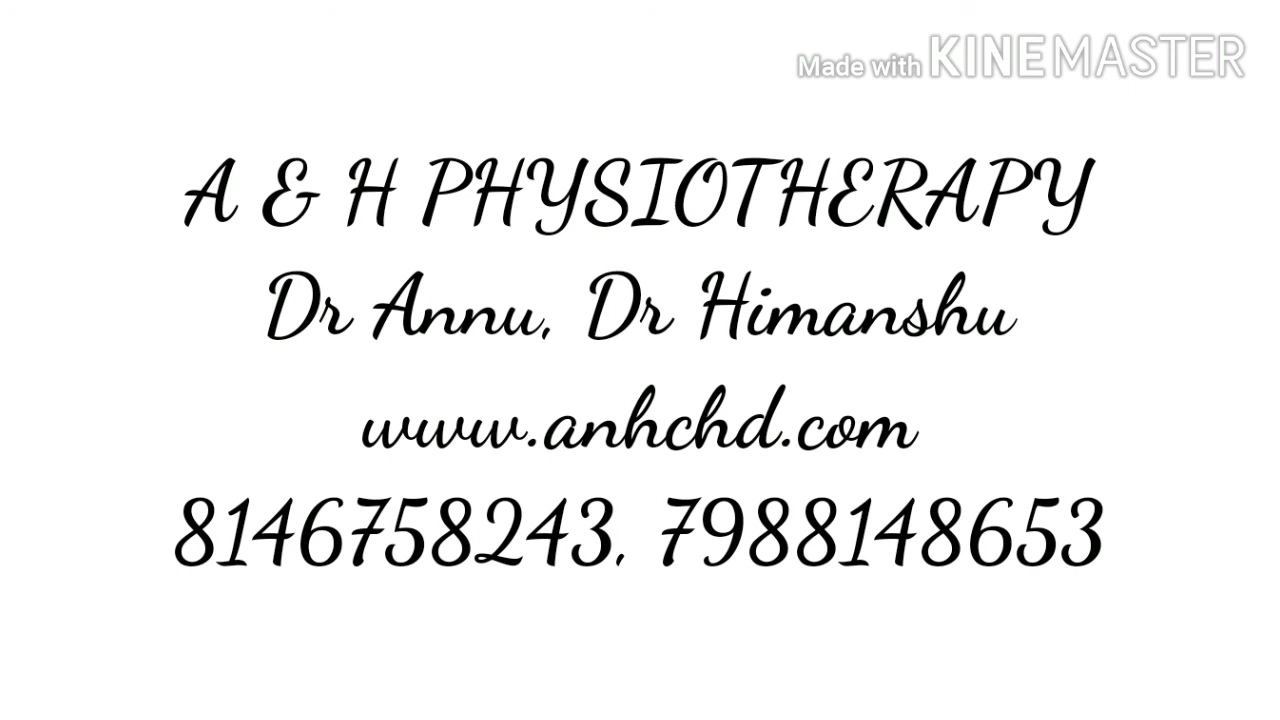 Made with KINEMASTER
A & H PHYSIOTHERAPY
Dr Annu, Dr Himanshu
www.anhchd.com
8146758243, 7988148653